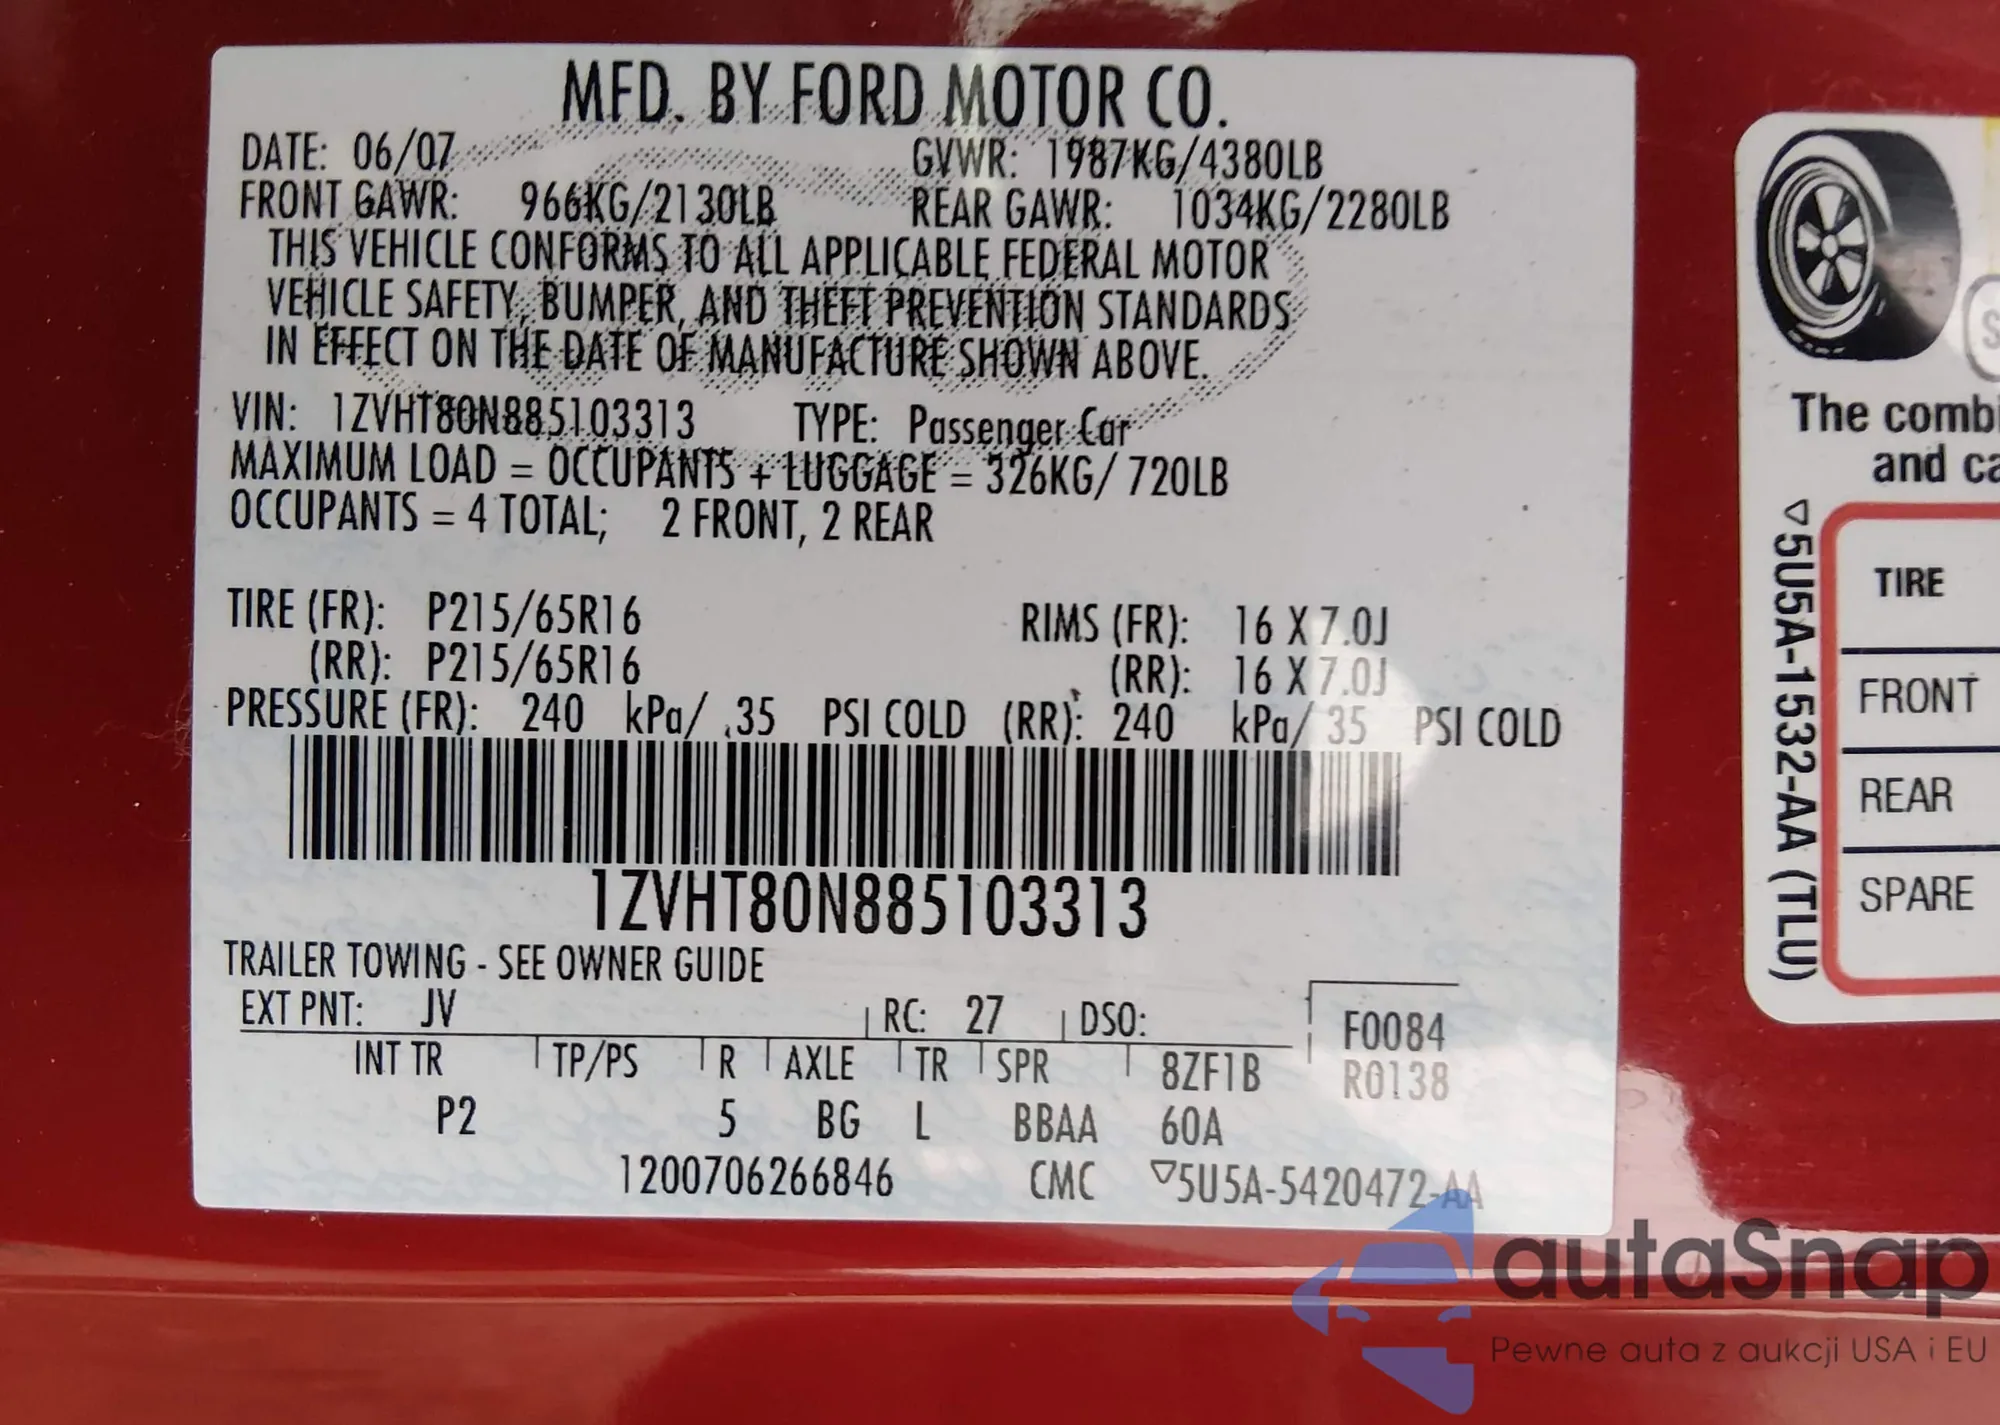 MFD. BY FORD MOTOR CO.
DATE: 06/07 GVWR: 1987KG/4380LB
FRONT GAWR: 966KG/2130LB REAR GAWR: 1034KG/2280LB
THIS VEHICLE CONFORMS TO ALL APPLICABLE FEDERAL MOTOR
VEHICLE SAFETY, BUMPER, AND THEFT PREVENTION STANDARDS
IN EFFECT ON THE DATE OF MANUFACTURE SHOWN ABOVE.
VIN: 1ZVHT80N885103313 TYPE: Passenger Car
MAXIMUM LOAD = OCCUPANTS + LUGGAGE = 326KG/ 720LB
OCCUPANTS = 4 TOTAL; 2 FRONT, 2 REAR
TIRE (FR): P215/65R16 RIMS (FR): 16 X 7.0J
(RR): P215/65R16 (RR): 16 X 7.0J
PRESSURE (FR): 240 kPa/ 35 PSI COLD (RR): 240 kPa/ 35 PSI COLD
1ZVHT80N885103313
TRAILER TOWING - SEE OWNER GUIDE
EXT PNT: JV RC: 27 DSO: F0084
INT TR TP/PS R AXLE TR SPR 8ZF1B R0138
P2 5 BG L BBAA 60A
1200706266846 CMC ▽5U5A-5420472-AA
The combi
and ca
▽5U5A-1532-AA (TLU)
TIRE
FRONT
REAR
SPARE
autaSnap
Pewne auta z aukcji USA i EU